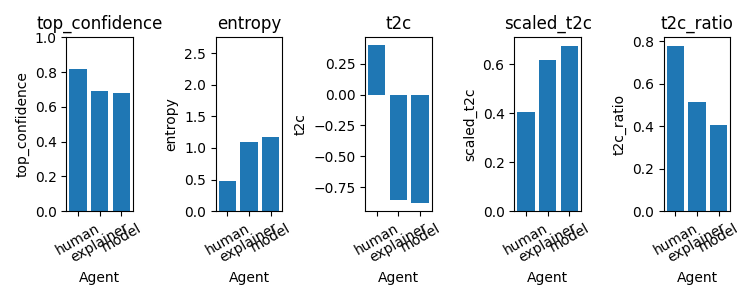 top_confidence
entropy
t2c
scaled_t2c
t2c_ratio
top_confidence
1.0
0.8
0.6
0.4
0.2
0.0
human
explainer
model
Agent
entropy
2.5
2.0
1.5
1.0
0.5
0.0
human
explainer
model
Agent
t2c
0.25
0.00
−0.25
−0.50
−0.75
human
explainer
model
Agent
scaled_t2c
0.6
0.4
0.2
0.0
human
explainer
model
Agent
t2c_ratio
0.8
0.6
0.4
0.2
0.0
human
explainer
model
Agent